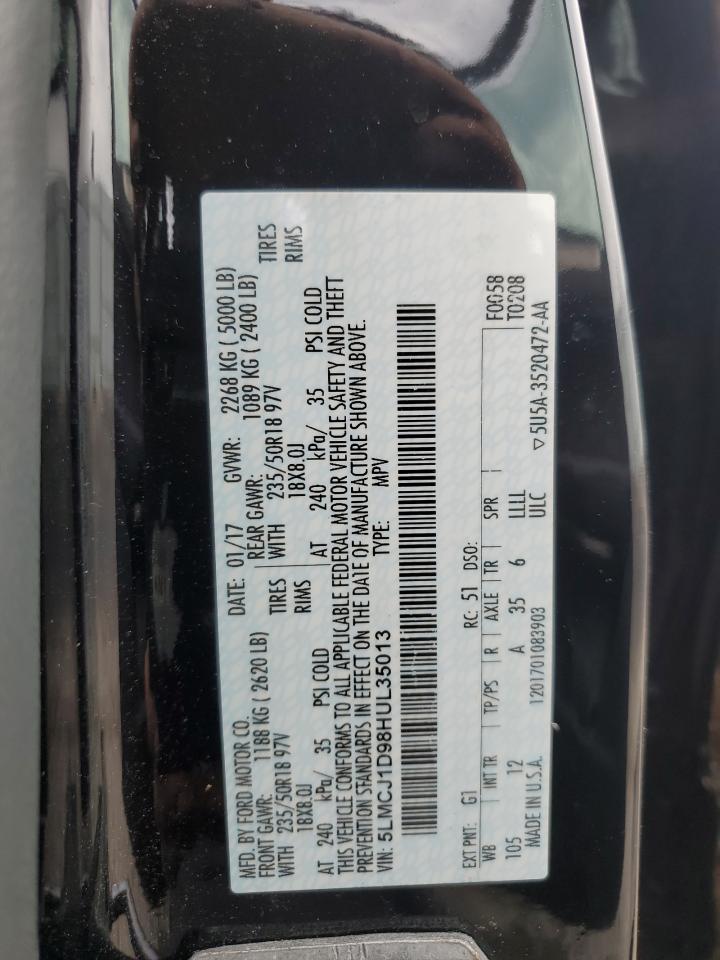 MFD. BY FORD MOTOR CO. DATE: 01/17 GVWR: 2268 KG ( 5000 LB)
FRONT GAWR: 1188 KG ( 2620 LB) REAR GAWR: 1089 KG ( 2400 LB)
WITH 235/50R18 97V TIRES WITH 235/50R18 97V TIRES
18X8.0J RIMS 18X8.0J RIMS
AT 240 kPa/ 35 PSI COLD AT 240 kPa/ 35 PSI COLD
THIS VEHICLE CONFORMS TO ALL APPLICABLE FEDERAL MOTOR VEHICLE SAFETY AND THEFT
PREVENTION STANDARDS IN EFFECT ON THE DATE OF MANUFACTURE SHOWN ABOVE.
VIN: 5LMCJ1D98HUL35013 TYPE: MPV
EXT PNT: G1 RC: 51 DSO: F0058
WB INT TR TP/PS R AXLE TR SPR T0208
105 12 A 35 6 LLLL
MADE IN U.S.A. 1201701083903 ULC ▽ 5U5A-3520472-AA